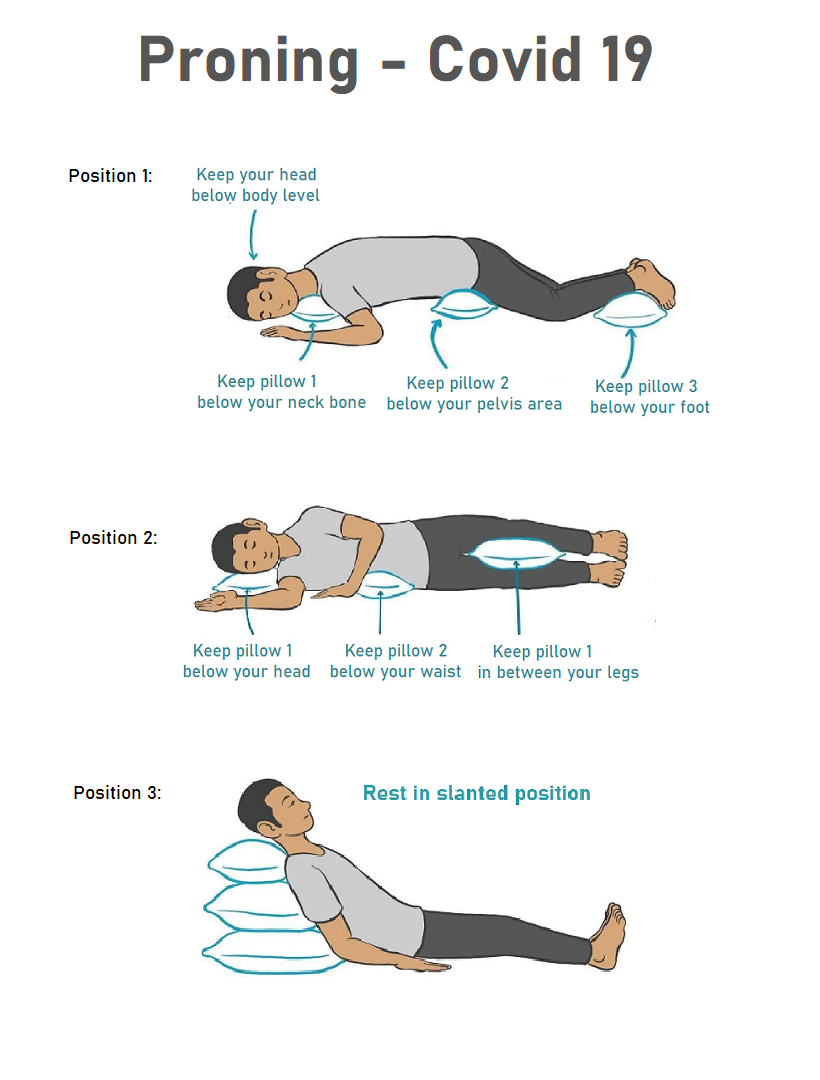 Proning - Covid 19
Position 1:
Keep your head
below body level
Keep pillow 1
below your neck bone
Keep pillow 2
below your pelvis area
Keep pillow 3
below your foot
Position 2:
Keep pillow 1
below your head
Keep pillow 2
below your waist
Keep pillow 1
in between your legs
Position 3:
Rest in slanted position